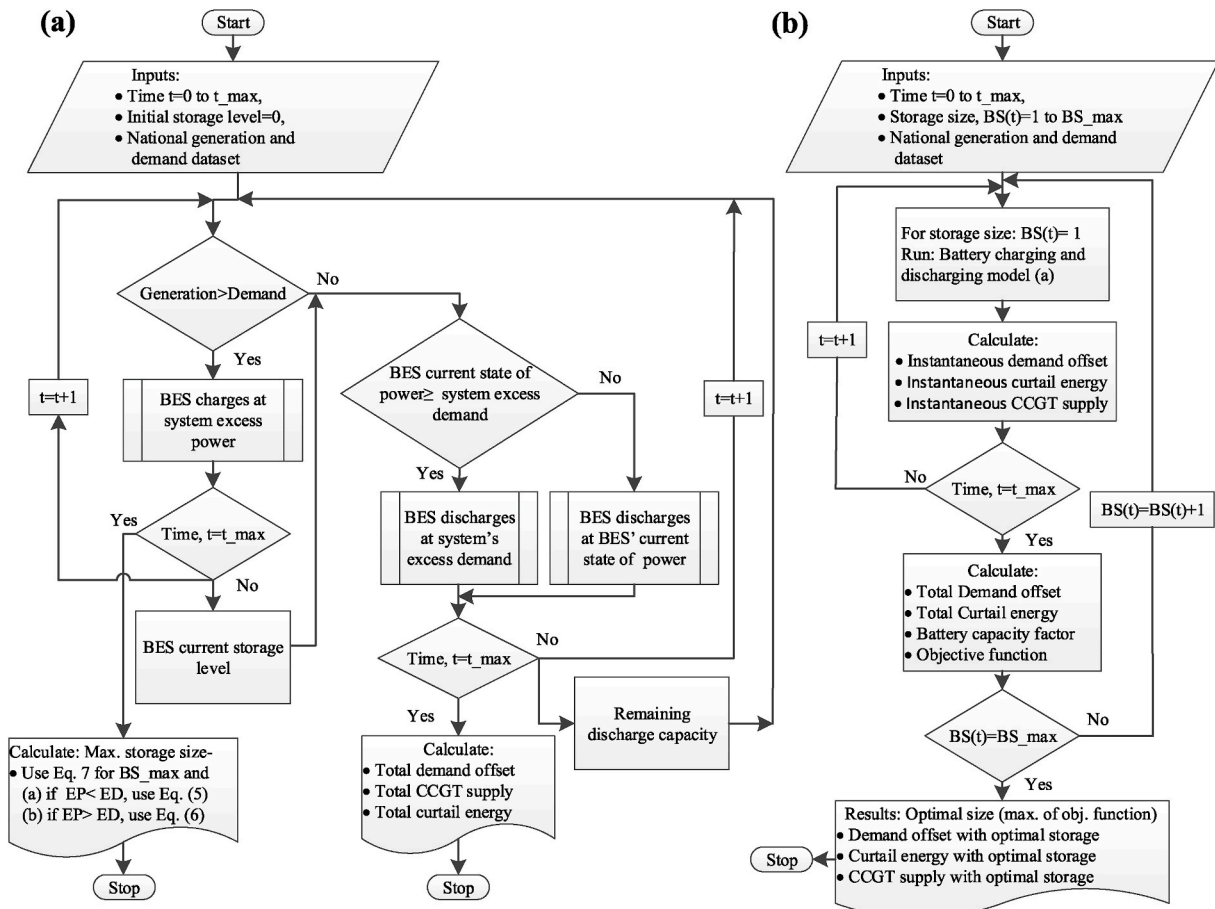 (a)
Start
Inputs:
● Time t=0 to t_max,
● Initial storage level=0,
● National generation and
demand dataset
Generation>Demand
No
Yes
t=t+1
BES charges at
system excess
power
Yes
Time, t=t_max
No
BES current storage
level
Calculate: Max. storage size-
● Use Eq. 7 for BS_max and
(a) if EP< ED, use Eq. (5)
(b) if EP> ED, use Eq. (6)
Stop
BES current state of
power≥ system excess
demand
No
Yes
t=t+1
BES discharges
at system's
excess demand
BES discharges
at BES' current
state of power
Time, t=t_max
No
Yes
Remaining
discharge capacity
Calculate:
● Total demand offset
● Total CCGT supply
● Total curtail energy
Stop
(b)
Start
Inputs:
● Time t=0 to t_max,
● Storage size, BS(t)=1 to BS_max
● National generation and demand
dataset
For storage size: BS(t)= 1
Run: Battery charging and
discharging model (a)
t=t+1
Calculate:
● Instantaneous demand offset
● Instantaneous curtail energy
● Instantaneous CCGT supply
No
Time, t=t_max
Yes
BS(t)=BS(t)+1
Calculate:
● Total Demand offset
● Total Curtail energy
● Battery capacity factor
● Objective function
BS(t)=BS_max
No
Yes
Results: Optimal size (max. of obj. function)
● Demand offset with optimal storage
● Curtail energy with optimal storage
● CCGT supply with optimal storage
Stop